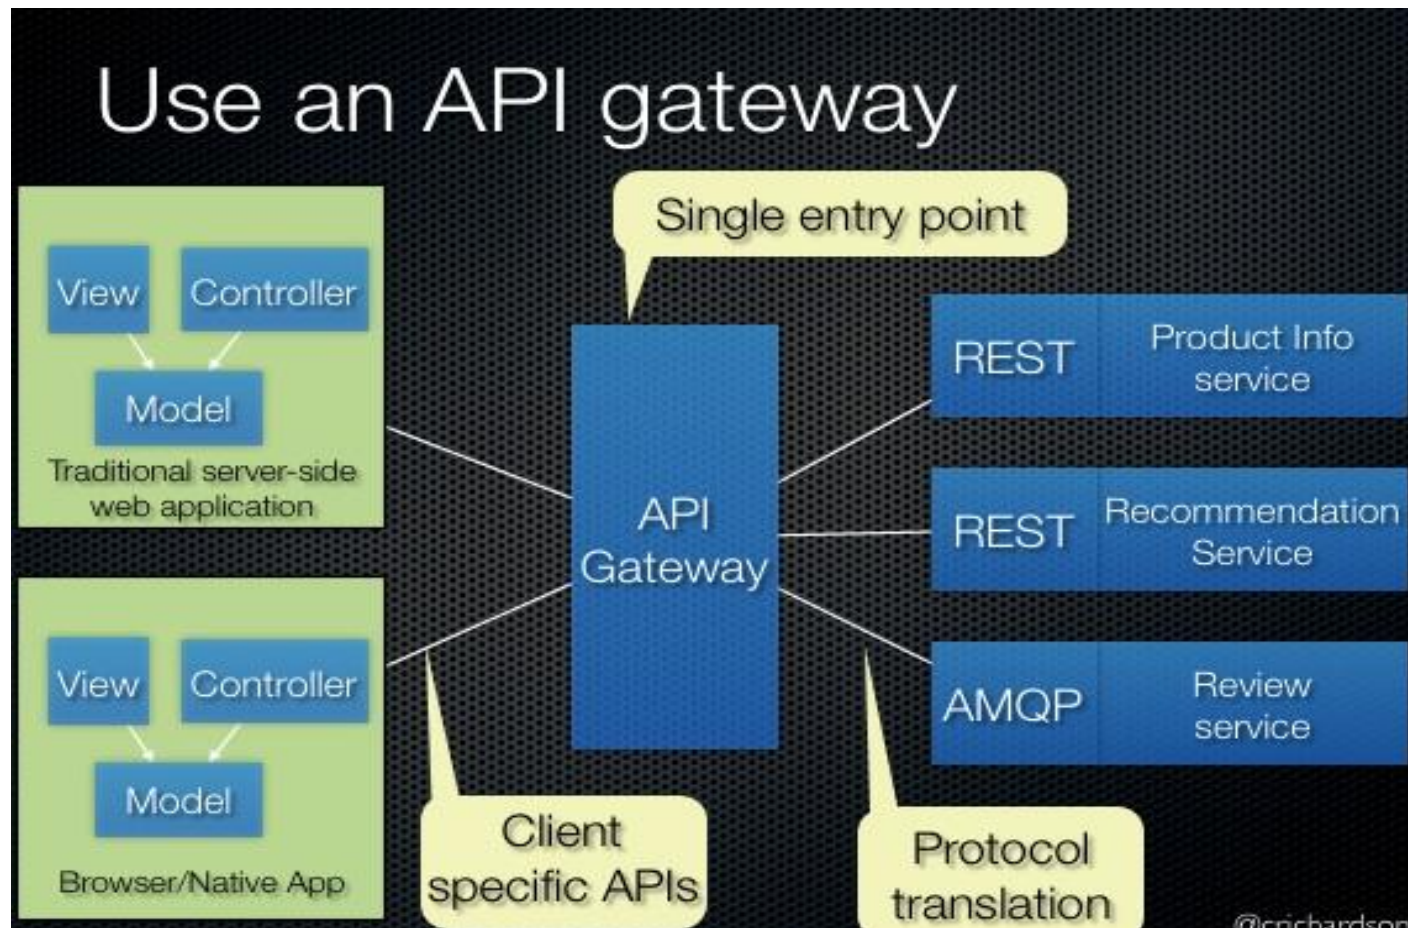 Use an API gateway
Single entry point
View
Controller
Model
Traditional server-side
web application
View
Controller
Model
Browser/Native App
API
Gateway
Client
specific APIs
Protocol
translation
REST
Product Info
service
REST
Recommendation
Service
AMQP
Review
service
@crichardson